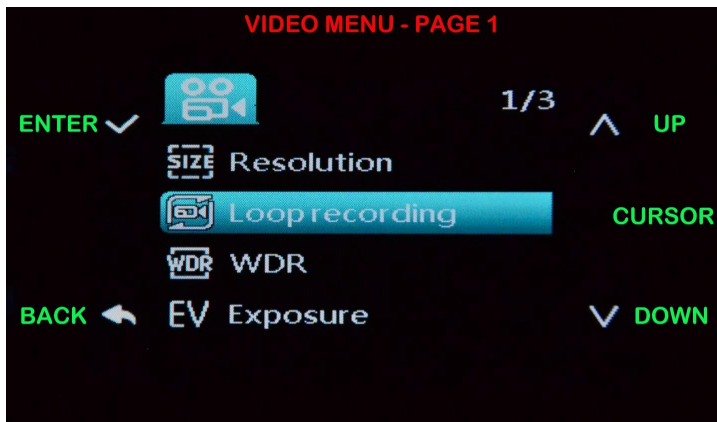 VIDEO MENU - PAGE 1
1/3
ENTER
UP
SIZE Resolution
Loop recording
CURSOR
WDR WDR
BACK
EV Exposure
DOWN